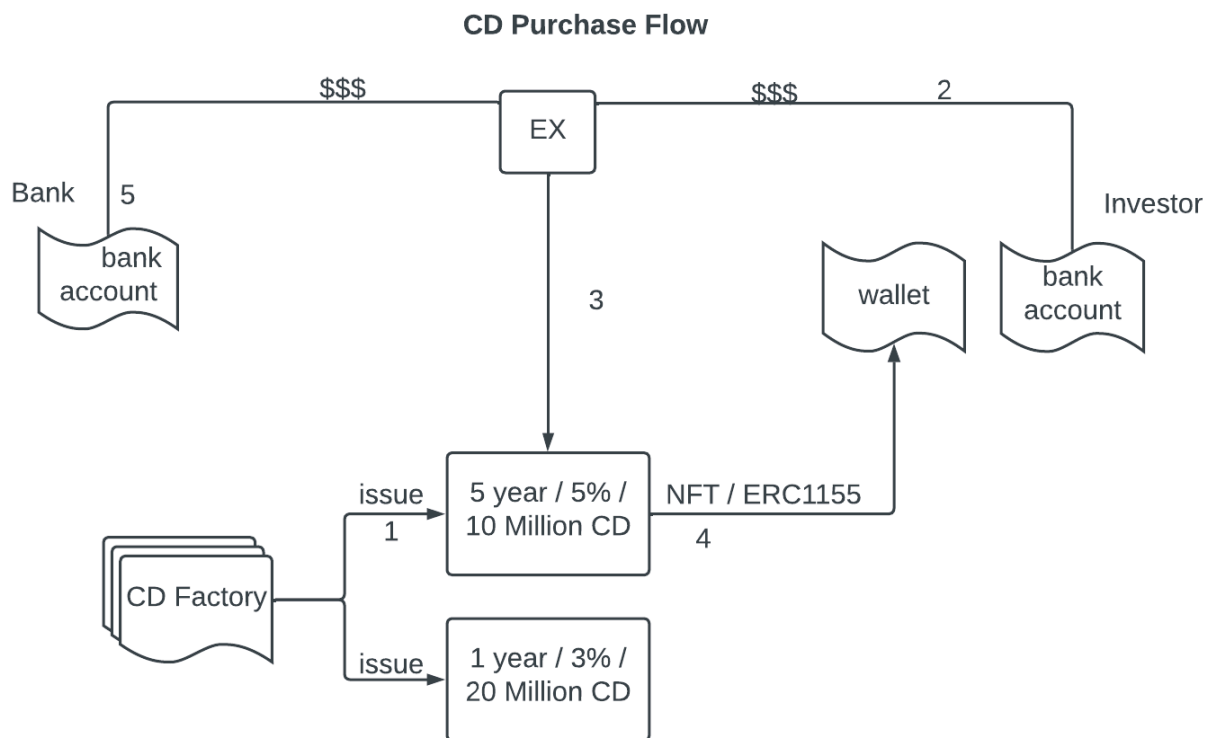 CD Purchase Flow
$$$
$$$
2
EX
Bank
5
Investor
bank
account
3
wallet
bank
account
issue
1
5 year / 5% /
10 Million CD
NFT / ERC1155
4
CD Factory
issue
1 year / 3% /
20 Million CD